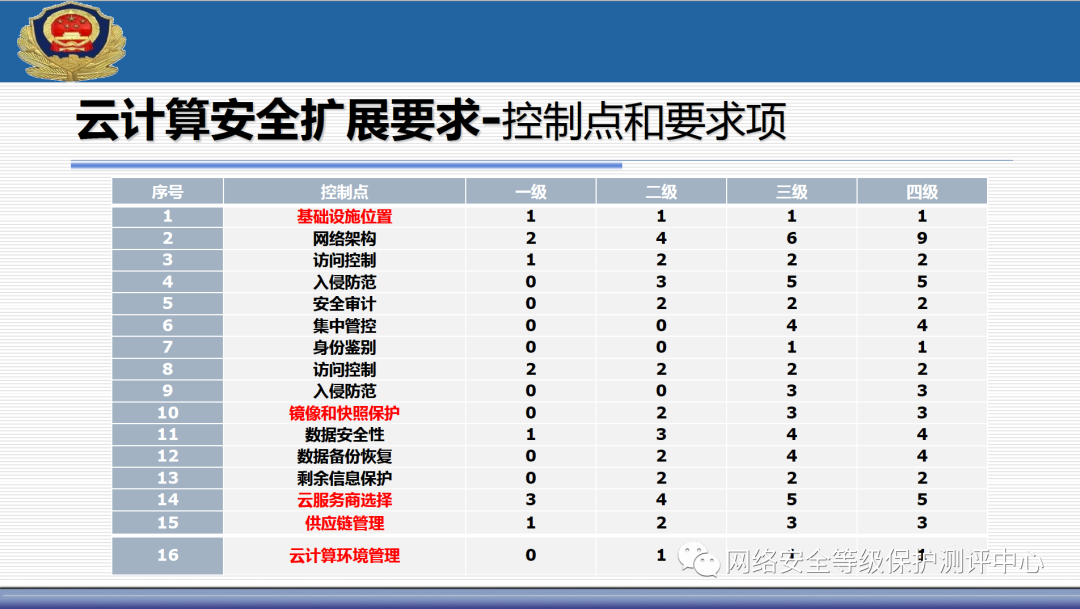 云计算安全扩展要求-控制点和要求项
序号 控制点 一级 二级 三级 四级
1 基础设施位置 1 1 1 1
2 网络架构 2 4 6 9
3 访问控制 1 2 2 2
4 入侵防范 0 3 5 5
5 安全审计 0 2 2 2
6 集中管控 0 0 4 4
7 身份鉴别 0 0 1 1
8 访问控制 2 2 2 2
9 入侵防范 0 0 3 3
10 镜像和快照保护 0 2 3 3
11 数据安全性 1 3 4 4
12 数据备份恢复 0 2 4 4
13 剩余信息保护 0 2 2 2
14 云服务商选择 3 4 5 5
15 供应链管理 1 2 3 3
16 云计算环境管理 0 1 1 1
网络安全等级保护测评中心